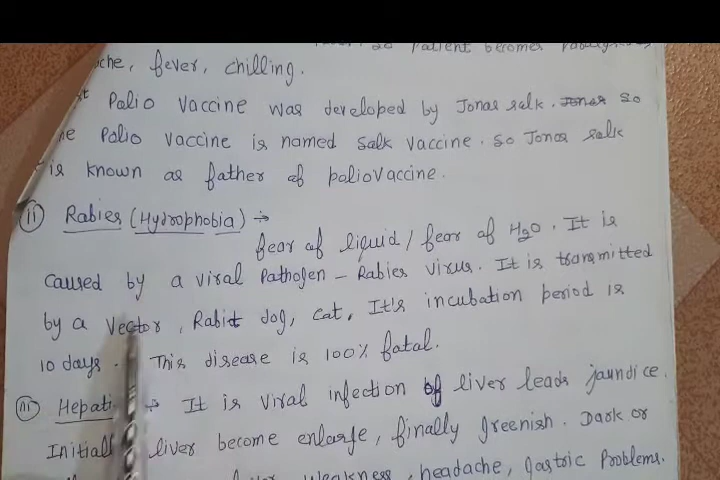 so patient becomes
che, fever, chilling.
Polio vaccine was developed by Jonas salk. Jonas so
Polio vaccine is named salk vaccine. so Jonas salk
is known as father of poliovaccine.
(ii) Rabies (Hydrophobia) →
fear of liquid / fear of H2O. It is
caused by a viral Pathogen - Rabies virus. It is transmitted
by a vector, Rabit dog, cat, It's incubation period is
10 days. This disease is 100% fatal.
(iii) Hepati → It is viral infection of liver leads jaundice.
Initiall liver become enlarge, finally greenish. Dark or
weakness, headache, gastric problems.